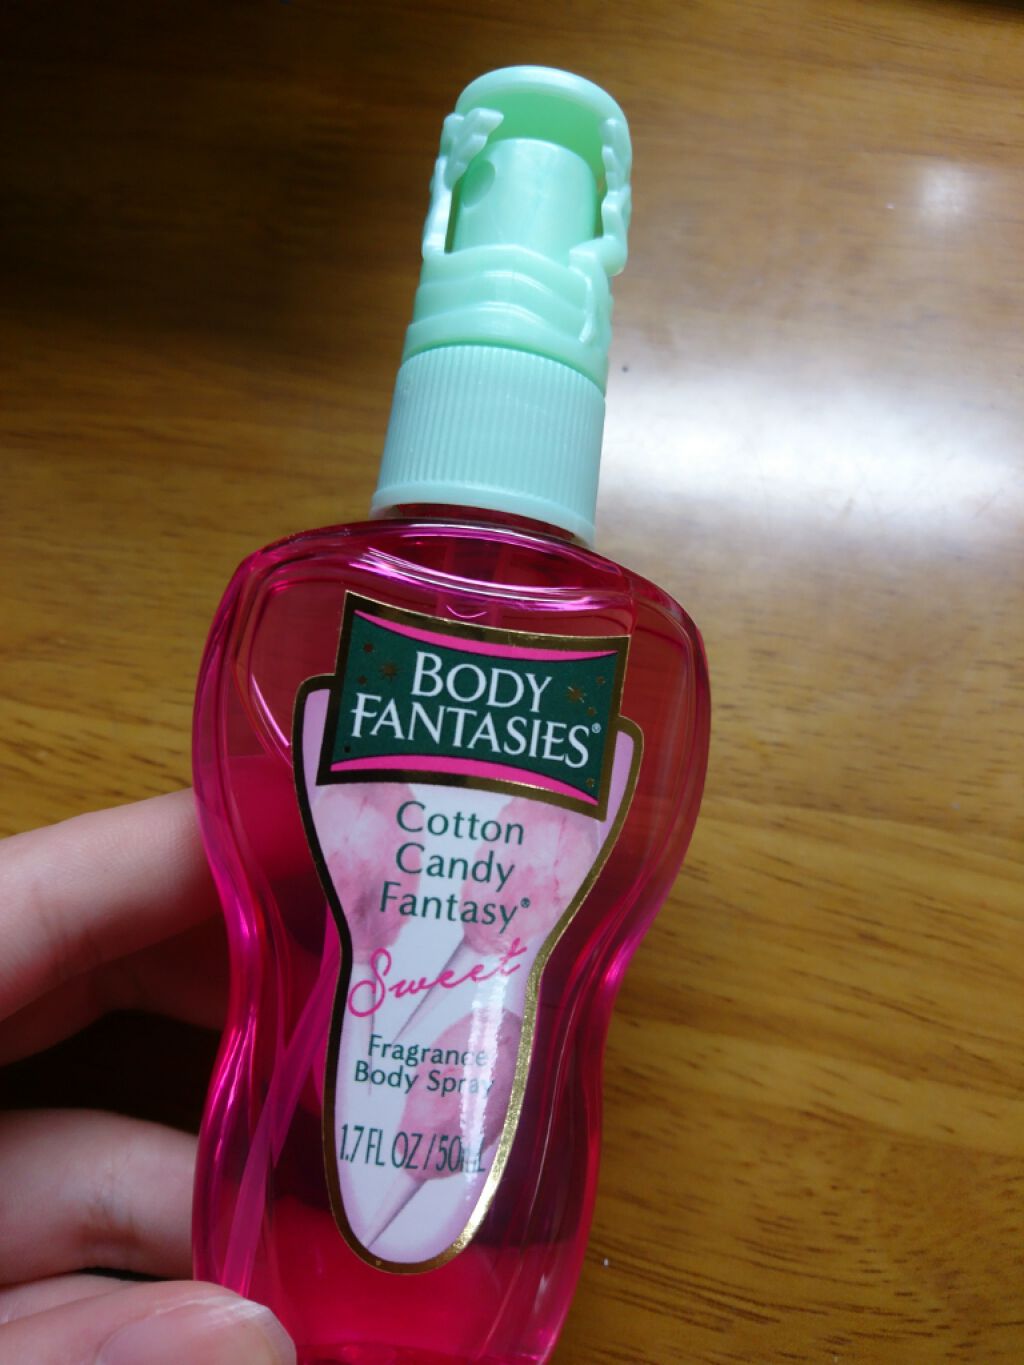 BODY
FANTASIES®
Cotton
Candy
Fantasy®
Sweet
Fragrance
Body Spray
1.7 FL OZ / 50mL